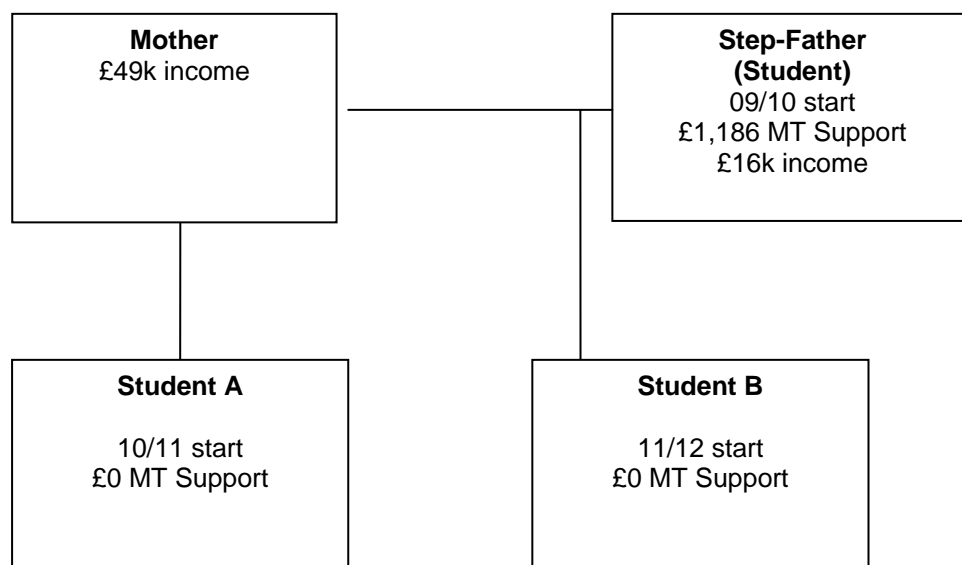 Mother
£49k income
Step-Father
(Student)
09/10 start
£1,186 MT Support
£16k income
Student A
10/11 start
£0 MT Support
Student B
11/12 start
£0 MT Support